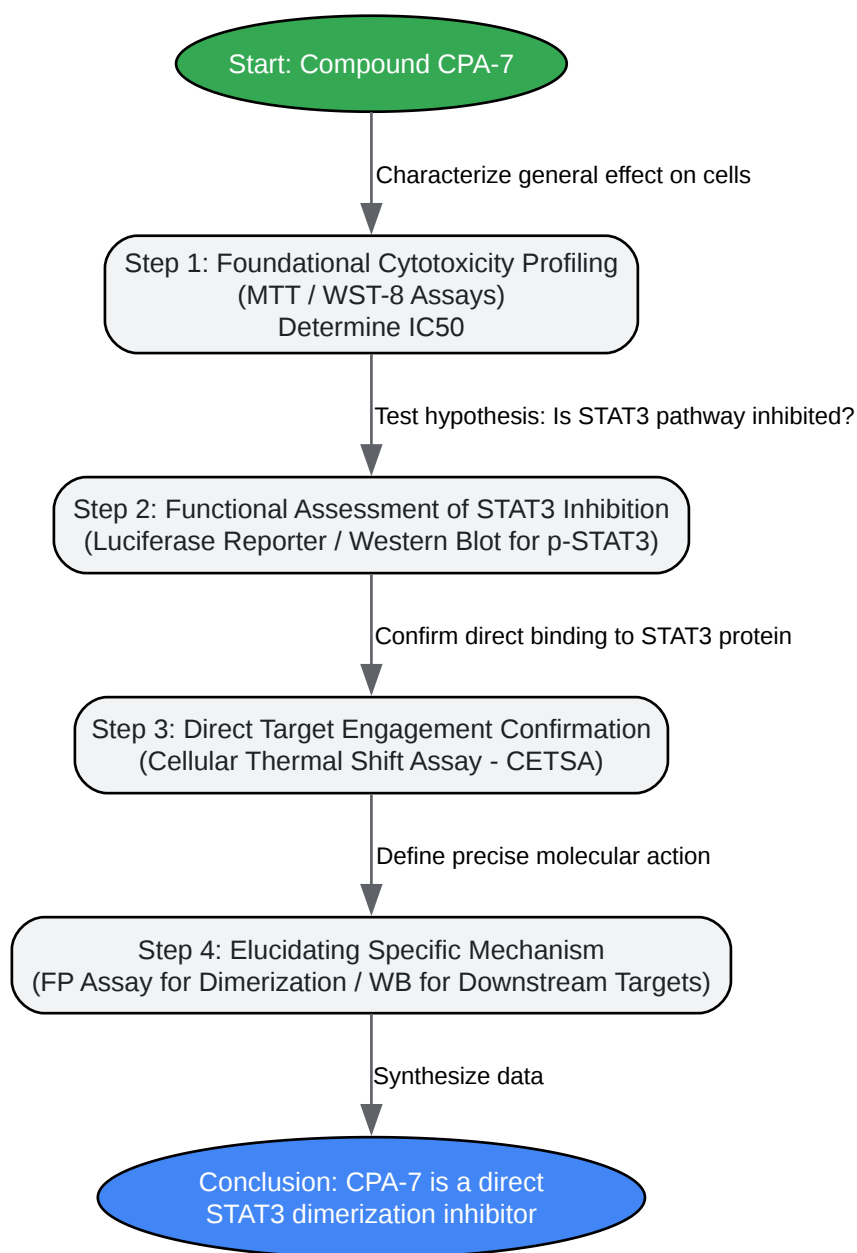 Start: Compound CPA-7
Characterize general effect on cells
Step 1: Foundational Cytotoxicity Profiling
(MTT / WST-8 Assays)
Determine IC50
Test hypothesis: Is STAT3 pathway inhibited?
Step 2: Functional Assessment of STAT3 Inhibition
(Luciferase Reporter / Western Blot for p-STAT3)
Confirm direct binding to STAT3 protein
Step 3: Direct Target Engagement Confirmation
(Cellular Thermal Shift Assay - CETSA)
Define precise molecular action
Step 4: Elucidating Specific Mechanism
(FP Assay for Dimerization / WB for Downstream Targets)
Synthesize data
Conclusion: CPA-7 is a direct
STAT3 dimerization inhibitor